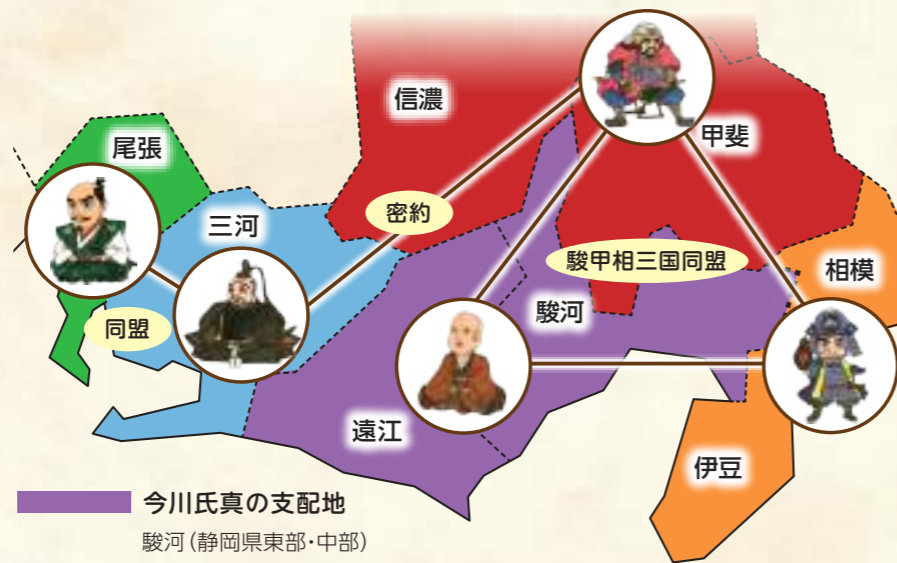 信濃
甲斐
尾張
密約
三河
駿甲相三国同盟
相模
駿河
同盟
遠江
伊豆
今川氏真の支配地
駿河(静岡県東部・中部)